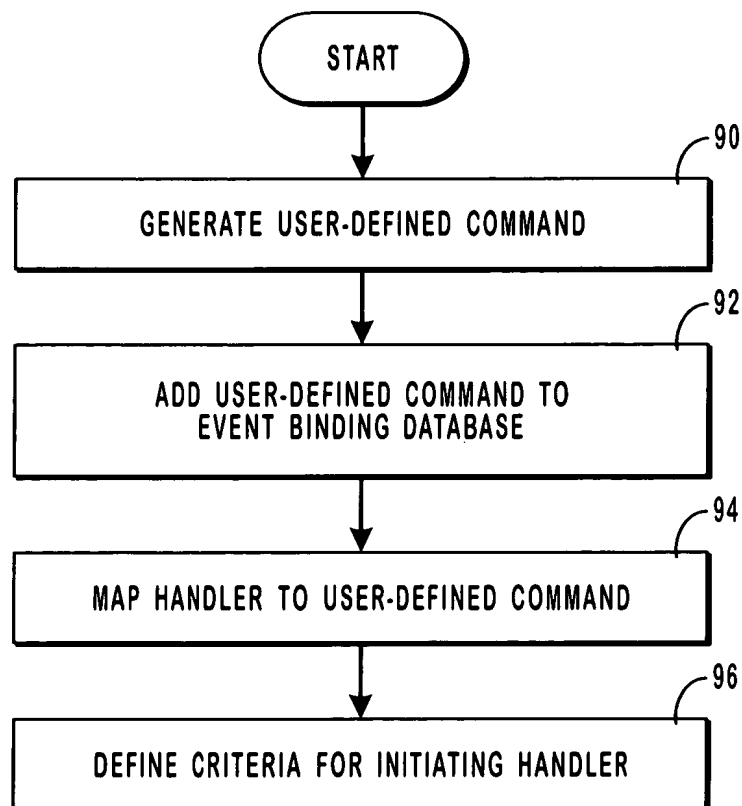 START
90
GENERATE USER-DEFINED COMMAND
92
ADD USER-DEFINED COMMAND TO
EVENT BINDING DATABASE
94
MAP HANDLER TO USER-DEFINED COMMAND
96
DEFINE CRITERIA FOR INITIATING HANDLER